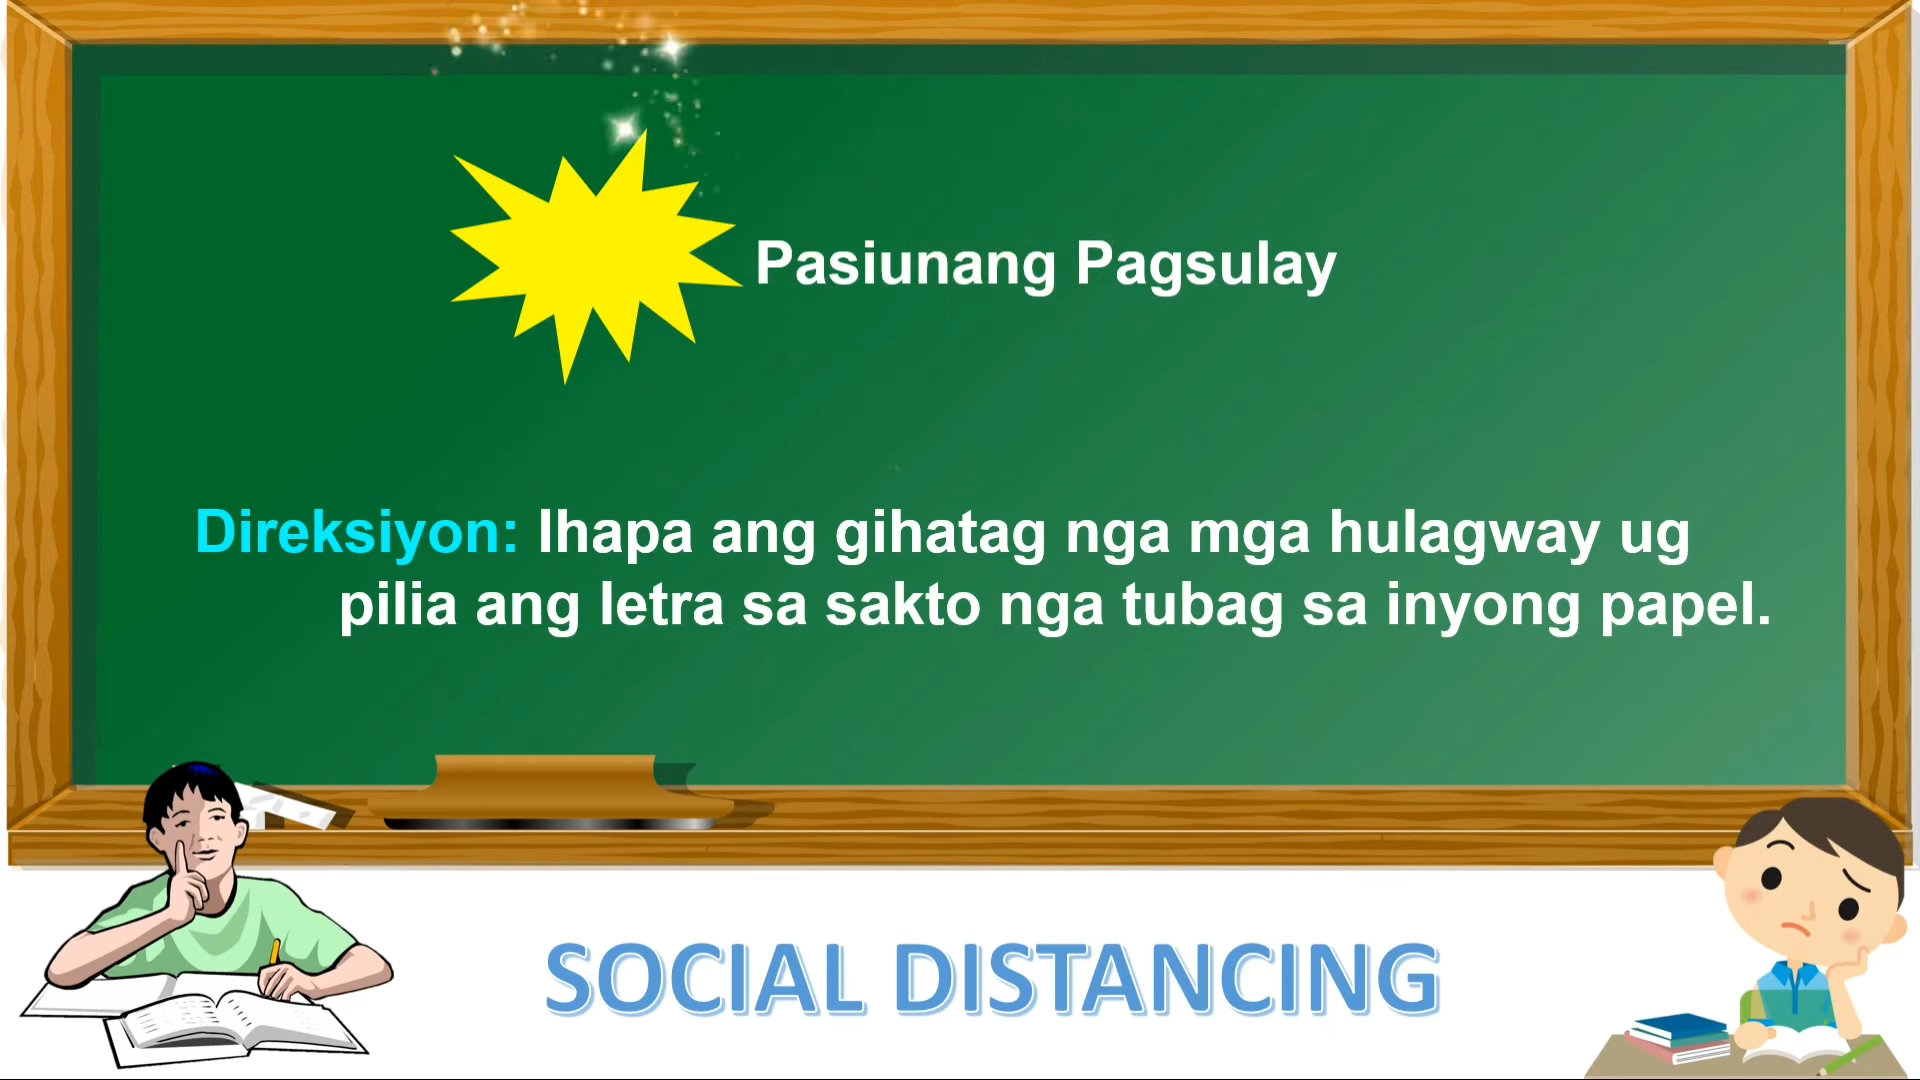 Pasiunang Pagsulay
Direksiyon: Ihapa ang gihatag nga mga hulagway ug
pilia ang letra sa sakto nga tubag sa inyong papel.
SOCIAL DISTANCING